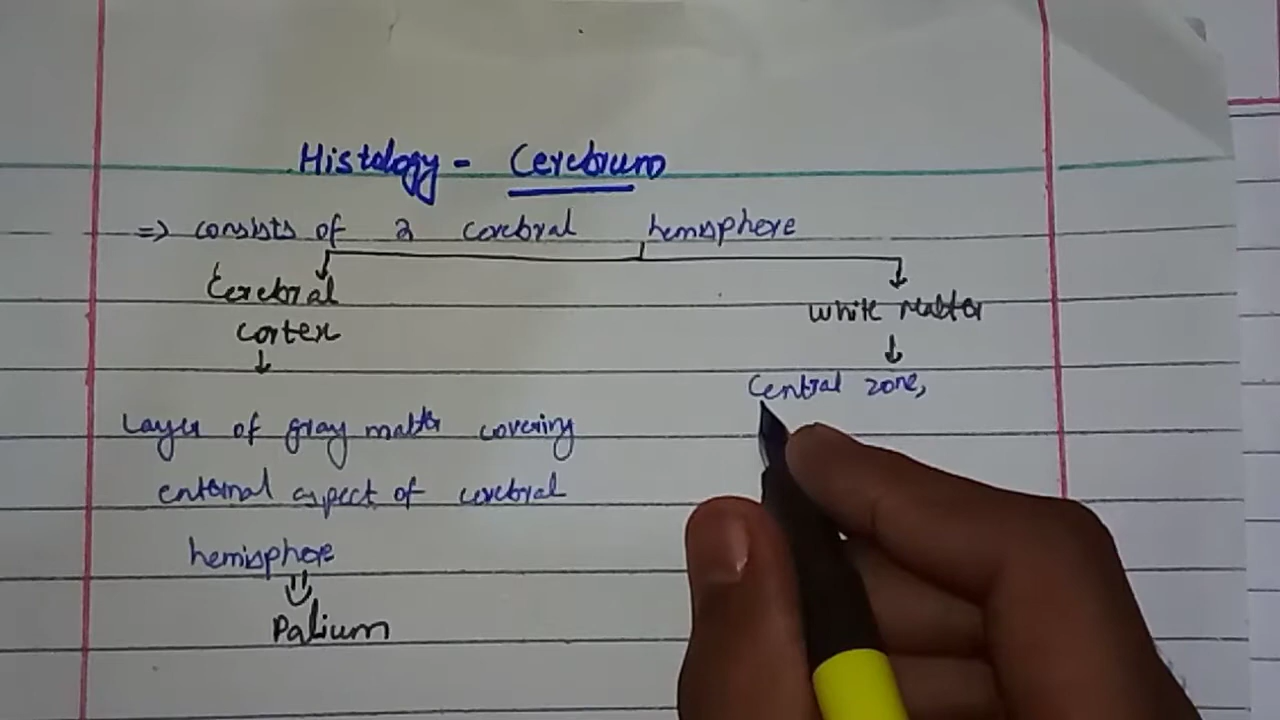 Histology - Cerebrum
=> consists of 2 cerebral hemisphere
Cerebral
cortex
↓
Layer of gray matter covering
external aspect of cerebral
hemisphere
⇓
Palium
White Matter
↓
Central zone,